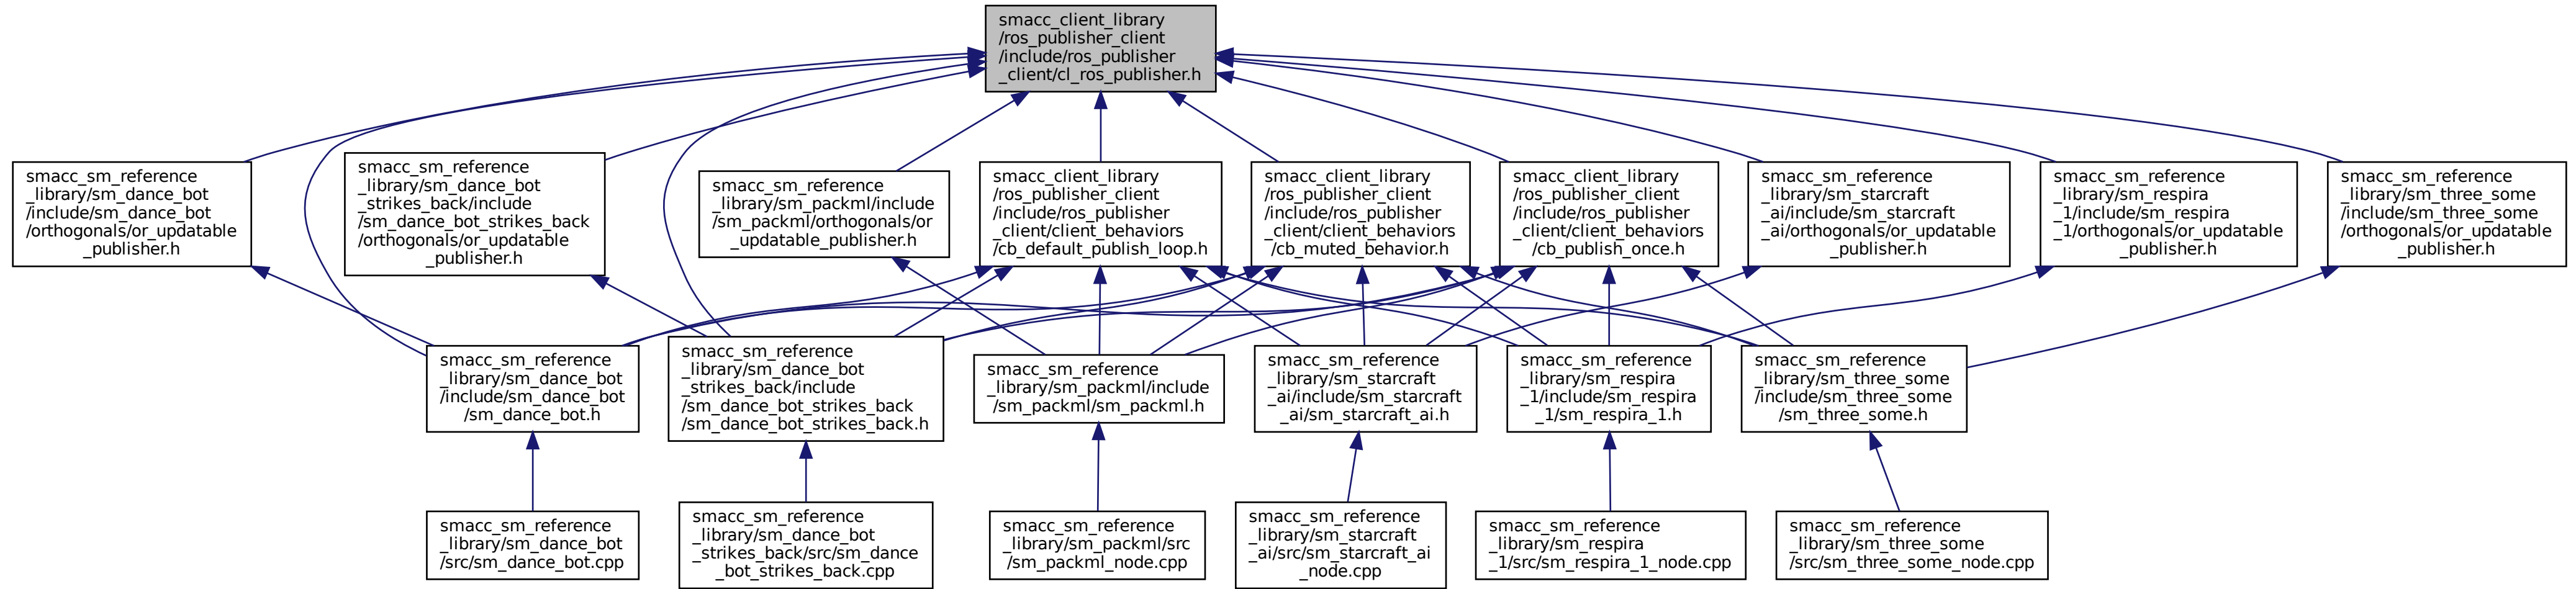 smacc_client_library
/ros_publisher_client
/include/ros_publisher
_client/cl_ros_publisher.h
smacc_sm_reference
_library/sm_dance_bot
/include/sm_dance_bot
/orthogonals/or_updatable
_publisher.h
smacc_sm_reference
_library/sm_dance_bot
_strikes_back/include
/sm_dance_bot_strikes_back
/orthogonals/or_updatable
_publisher.h
smacc_sm_reference
_library/sm_packml/include
/sm_packml/orthogonals/or
_updatable_publisher.h
smacc_client_library
/ros_publisher_client
/include/ros_publisher
_client/client_behaviors
/cb_default_publish_loop.h
smacc_client_library
/ros_publisher_client
/include/ros_publisher
_client/client_behaviors
/cb_muted_behavior.h
smacc_client_library
/ros_publisher_client
/include/ros_publisher
_client/client_behaviors
/cb_publish_once.h
smacc_sm_reference
_library/sm_starcraft
_ai/include/sm_starcraft
_ai/orthogonals/or_updatable
_publisher.h
smacc_sm_reference
_library/sm_respira
_1/include/sm_respira
_1/orthogonals/or_updatable
_publisher.h
smacc_sm_reference
_library/sm_three_some
/include/sm_three_some
/orthogonals/or_updatable
_publisher.h
smacc_sm_reference
_library/sm_dance_bot
/include/sm_dance_bot
/sm_dance_bot.h
smacc_sm_reference
_library/sm_dance_bot
_strikes_back/include
/sm_dance_bot_strikes_back
/sm_dance_bot_strikes_back.h
smacc_sm_reference
_library/sm_packml/include
/sm_packml/sm_packml.h
smacc_sm_reference
_library/sm_starcraft
_ai/include/sm_starcraft
_ai/sm_starcraft_ai.h
smacc_sm_reference
_library/sm_respira
_1/include/sm_respira
_1/sm_respira_1.h
smacc_sm_reference
_library/sm_three_some
/include/sm_three_some
/sm_three_some.h
smacc_sm_reference
_library/sm_dance_bot
/src/sm_dance_bot.cpp
smacc_sm_reference
_library/sm_dance_bot
_strikes_back/src/sm_dance
_bot_strikes_back.cpp
smacc_sm_reference
_library/sm_packml/src
/sm_packml_node.cpp
smacc_sm_reference
_library/sm_starcraft
_ai/src/sm_starcraft_ai
_node.cpp
smacc_sm_reference
_library/sm_respira
_1/src/sm_respira_1_node.cpp
smacc_sm_reference
_library/sm_three_some
/src/sm_three_some_node.cpp